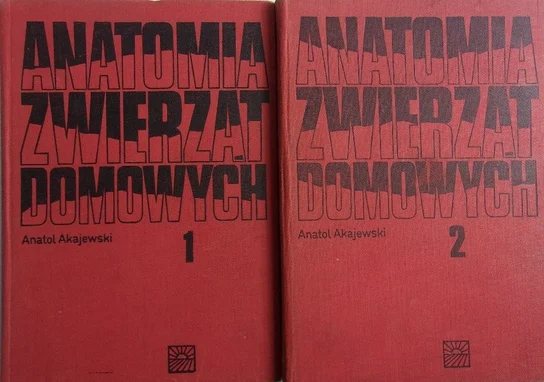 ANATOMIA
ZWIERZĄT
DOMOWYCH
Anatol Akajewski
1
ANATOMIA
ZWIERZĄT
DOMOWYCH
Anatol Akajewski
2